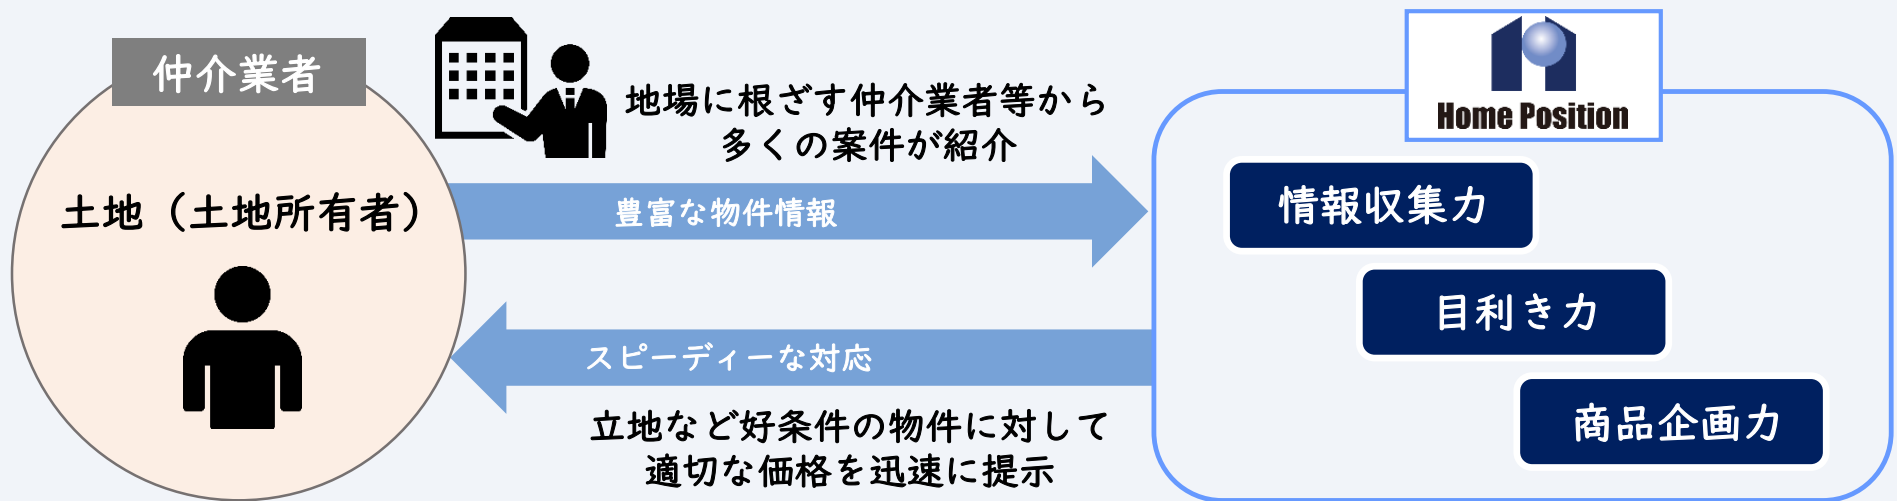 仲介業者
土地（土地所有者）
地場に根ざす仲介業者等から
多くの案件が紹介
豊富な物件情報
スピーディーな対応
立地など好条件の物件に対して
適切な価格を迅速に提示
Home Position
情報収集力
目利き力
商品企画力